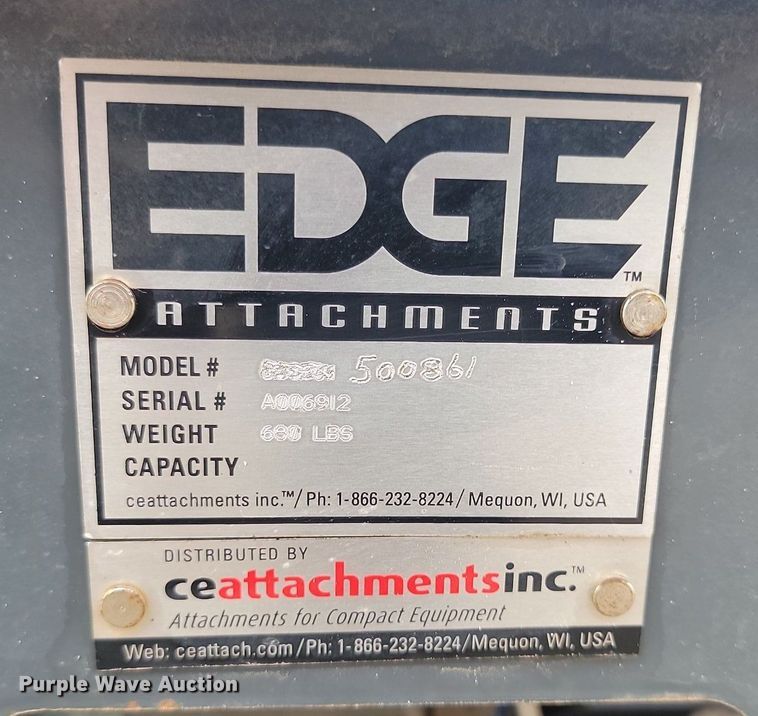 EDGE
™
ATTACHMENTS
MODEL # 500861
SERIAL # A006912
WEIGHT LBS
CAPACITY
ceattachments inc.™/Ph: 1-866-232-8224/Mequon, WI, USA
DISTRIBUTED BY
ceattachmentsinc.™
Attachments for Compact Equipment
Web: ceattach.com/Ph: 1-866-232-8224/Mequon, WI, USA
Purple Wave Auction